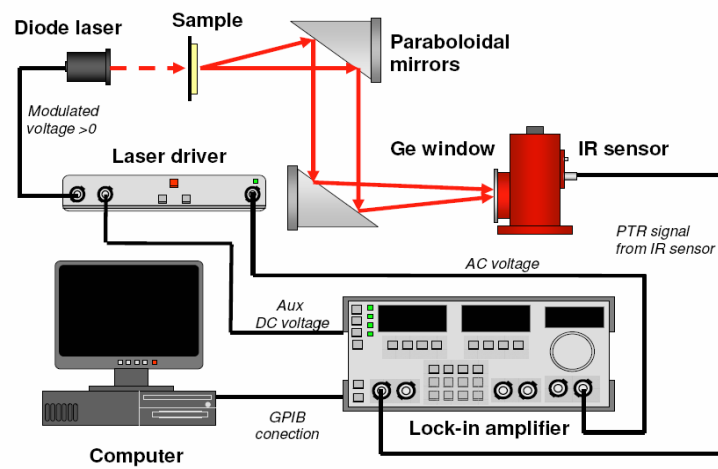 Diode laser
Sample
Paraboloidal
mirrors
Modulated
voltage >0
Laser driver
Ge window
IR sensor
PTR signal
from IR sensor
AC voltage
Aux
DC voltage
GPIB
conection
Lock-in amplifier
Computer